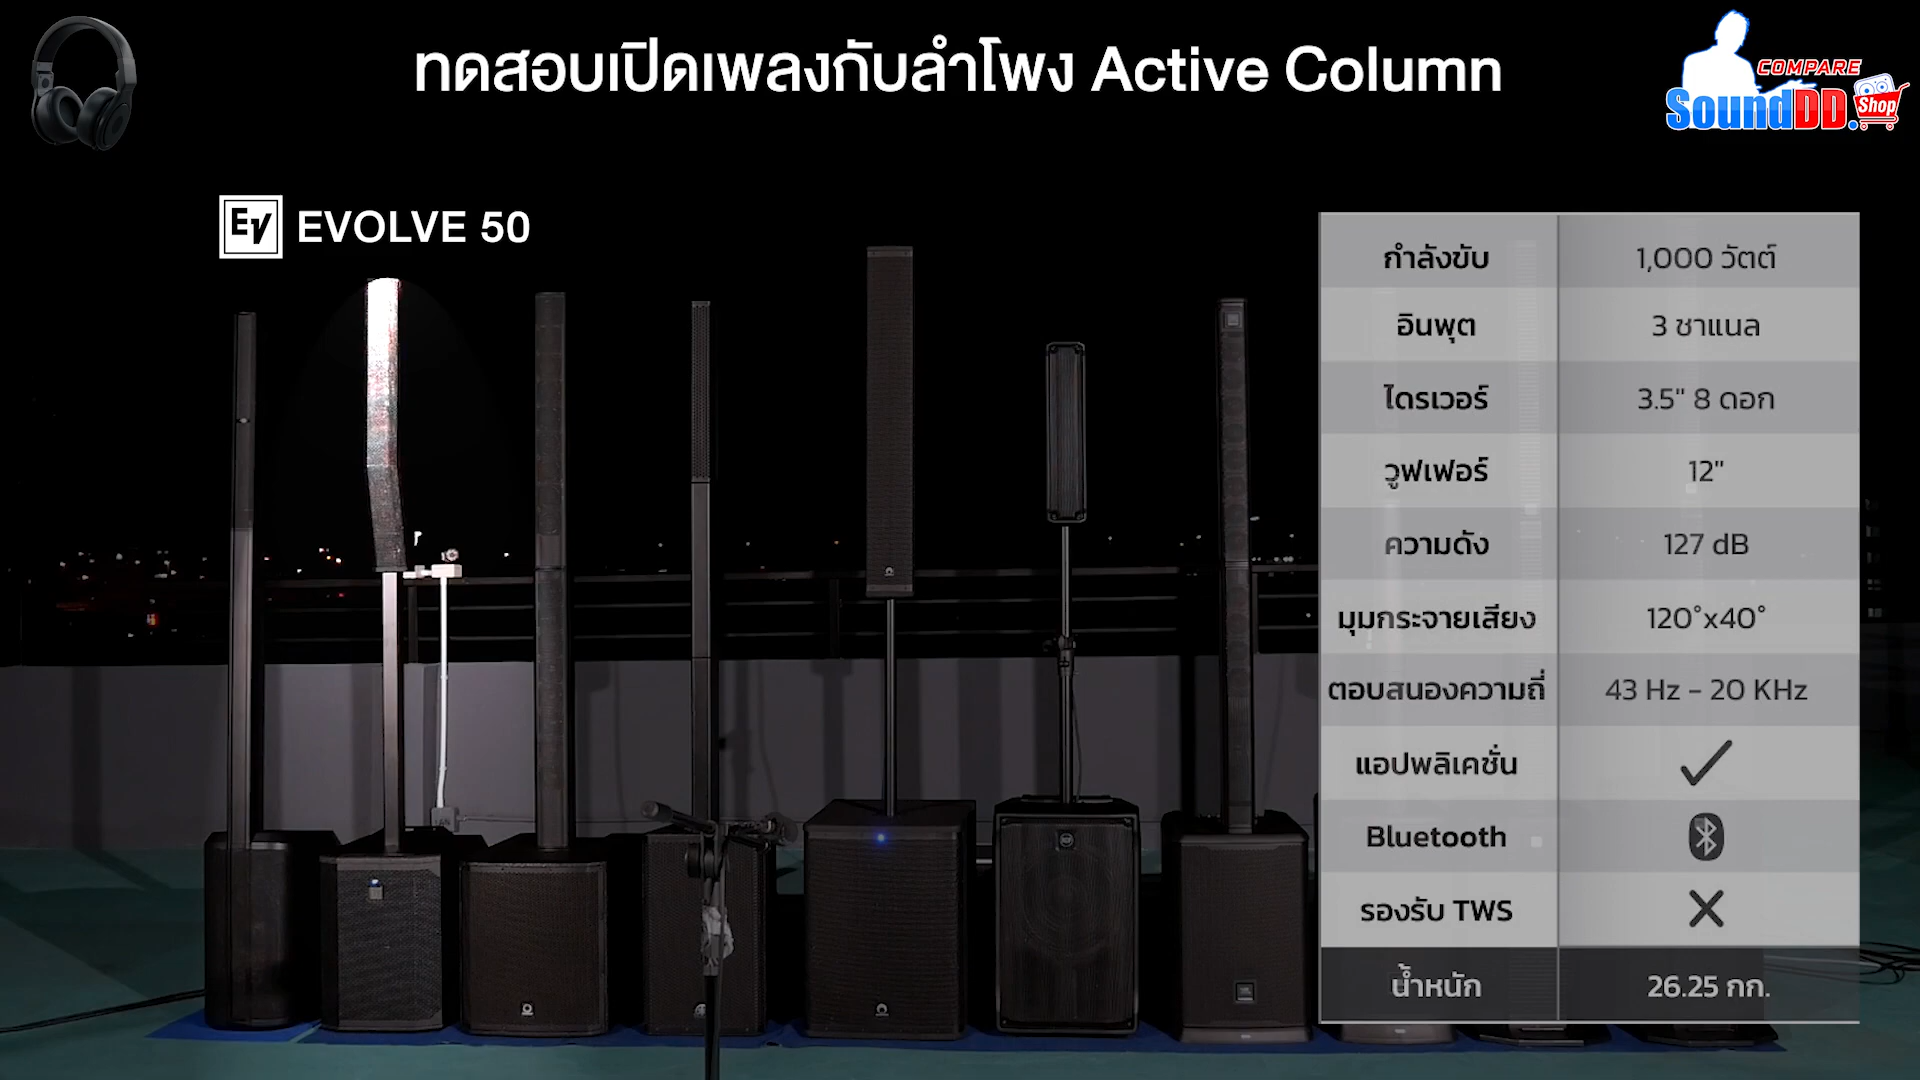 ทดสอบเปิดเพลงกับลำโพง Active Column
COMPARE
SoundDD.Shop
EV EVOLVE 50
กำลังขับ 1,000 วัตต์
อินพุต 3 ชาแนล
ไดรเวอร์ 3.5" 8 ดอก
วูฟเฟอร์ 12"
ความดัง 127 dB
มุมกระจายเสียง 120°x40°
ตอบสนองความถี่ 43 Hz - 20 KHz
แอปพลิเคชั่น
Bluetooth
รองรับ TWS
น้ำหนัก 26.25 กก.